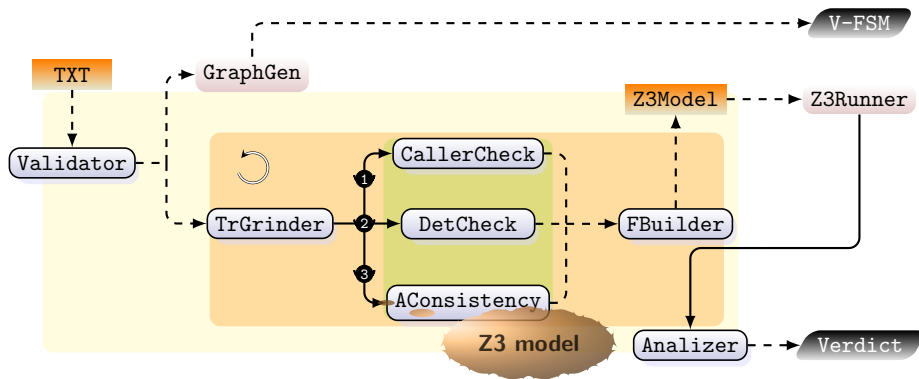 V-FSM
TXT
GraphGen
Z3Model
Z3Runner
Validator
CallerCheck
1
TrGrinder
2
DetCheck
FBuilder
3
AConsistency
Z3 model
Analizer
Verdict